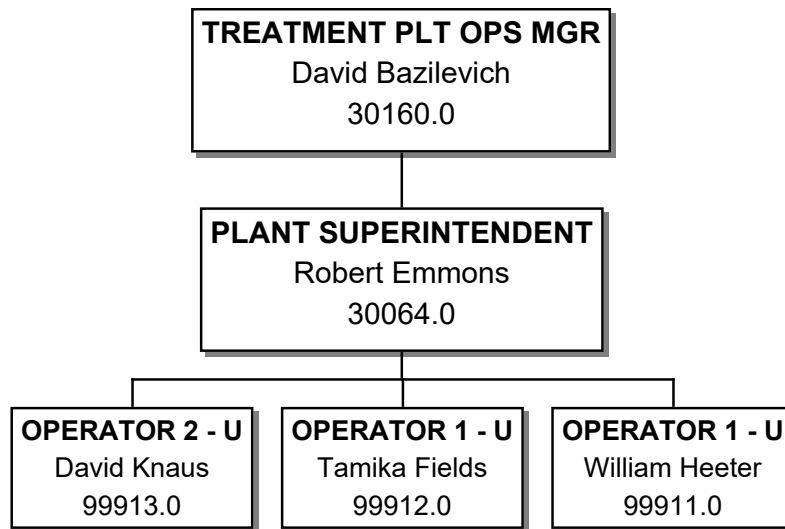 TREATMENT PLT OPS MGR
David Bazilevich
30160.0
PLANT SUPERINTENDENT
Robert Emmons
30064.0
OPERATOR 2 - U
David Knaus
99913.0
OPERATOR 1 - U
Tamika Fields
99912.0
OPERATOR 1 - U
William Heeter
99911.0